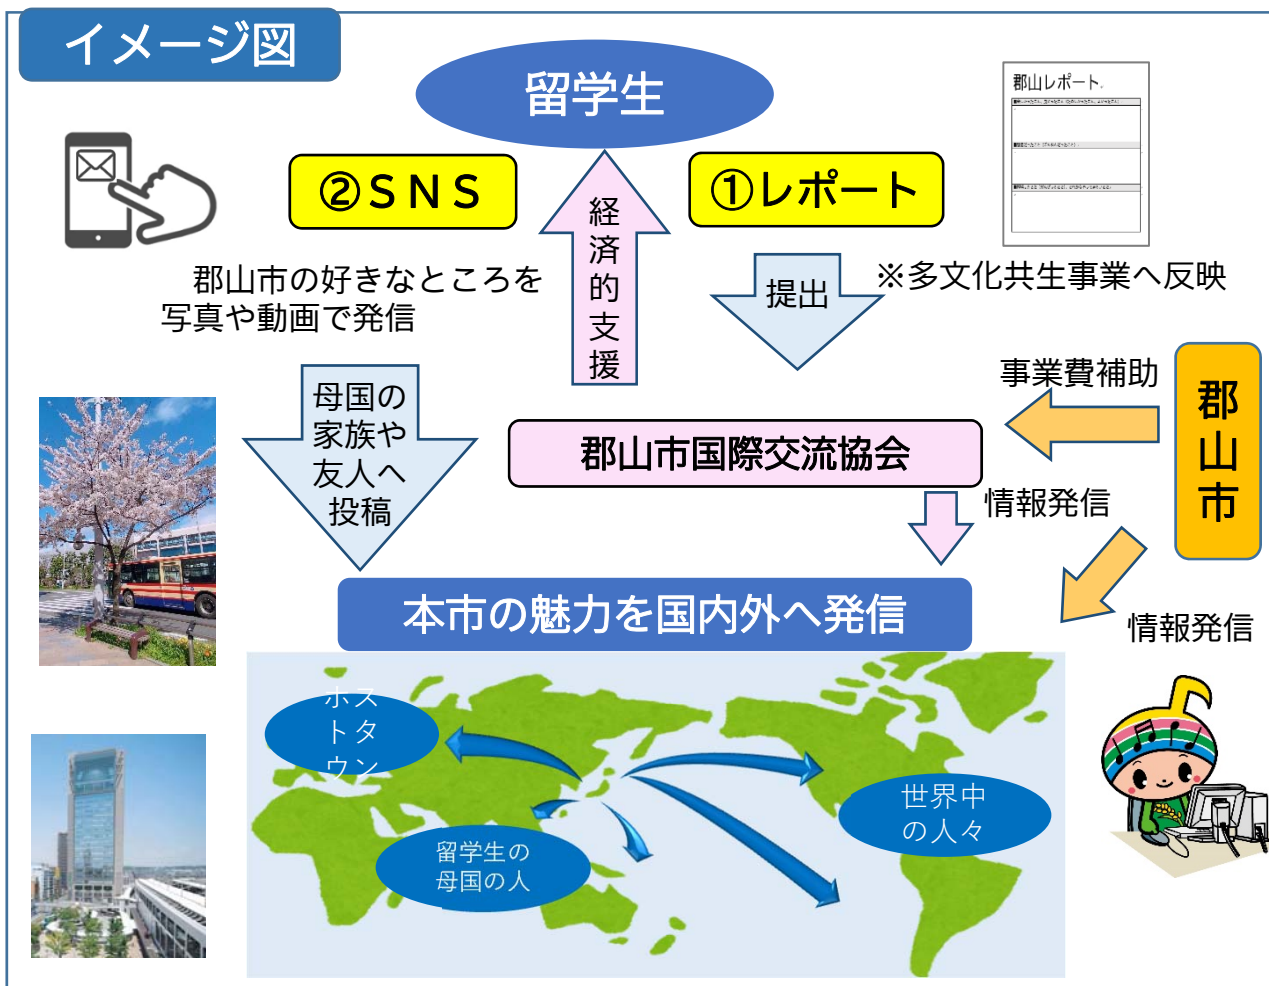 イメージ図
留学生
②ＳＮＳ
①レポート
郡山レポート
経済的支援
提出
※多文化共生事業へ反映
郡山市の好きなところを
写真や動画で発信
母国の
家族や
友人へ
投稿
事業費補助
郡山市
郡山市国際交流協会
情報発信
情報発信
本市の魅力を国内外へ発信
ホス
トタ
ウン
留学生の
母国の人
世界中
の人々